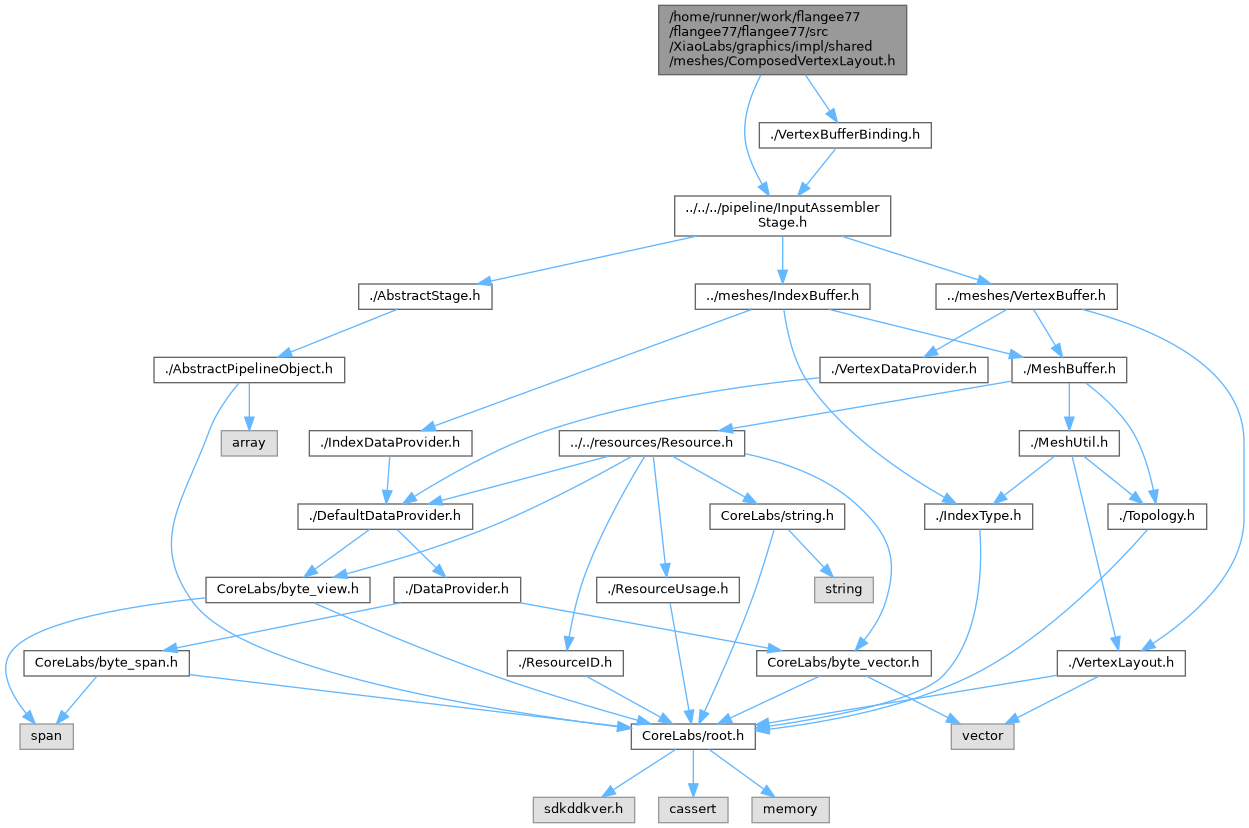 /home/runner/work/flangee77
/flangee77/flangee77/src
/XiaoLabs/graphics/impl/shared
/meshes/ComposedVertexLayout.h
./VertexBufferBinding.h
../../../pipeline/InputAssembler
Stage.h
./AbstractStage.h
../meshes/IndexBuffer.h
../meshes/VertexBuffer.h
./AbstractPipelineObject.h
./VertexDataProvider.h
./MeshBuffer.h
array
./IndexDataProvider.h
../../resources/Resource.h
./MeshUtil.h
./DefaultDataProvider.h
CoreLabs/string.h
./IndexType.h
./Topology.h
CoreLabs/byte_view.h
./DataProvider.h
./ResourceUsage.h
string
CoreLabs/byte_span.h
./ResourceID.h
CoreLabs/byte_vector.h
./VertexLayout.h
span
CoreLabs/root.h
vector
sdkddkver.h
cassert
memory